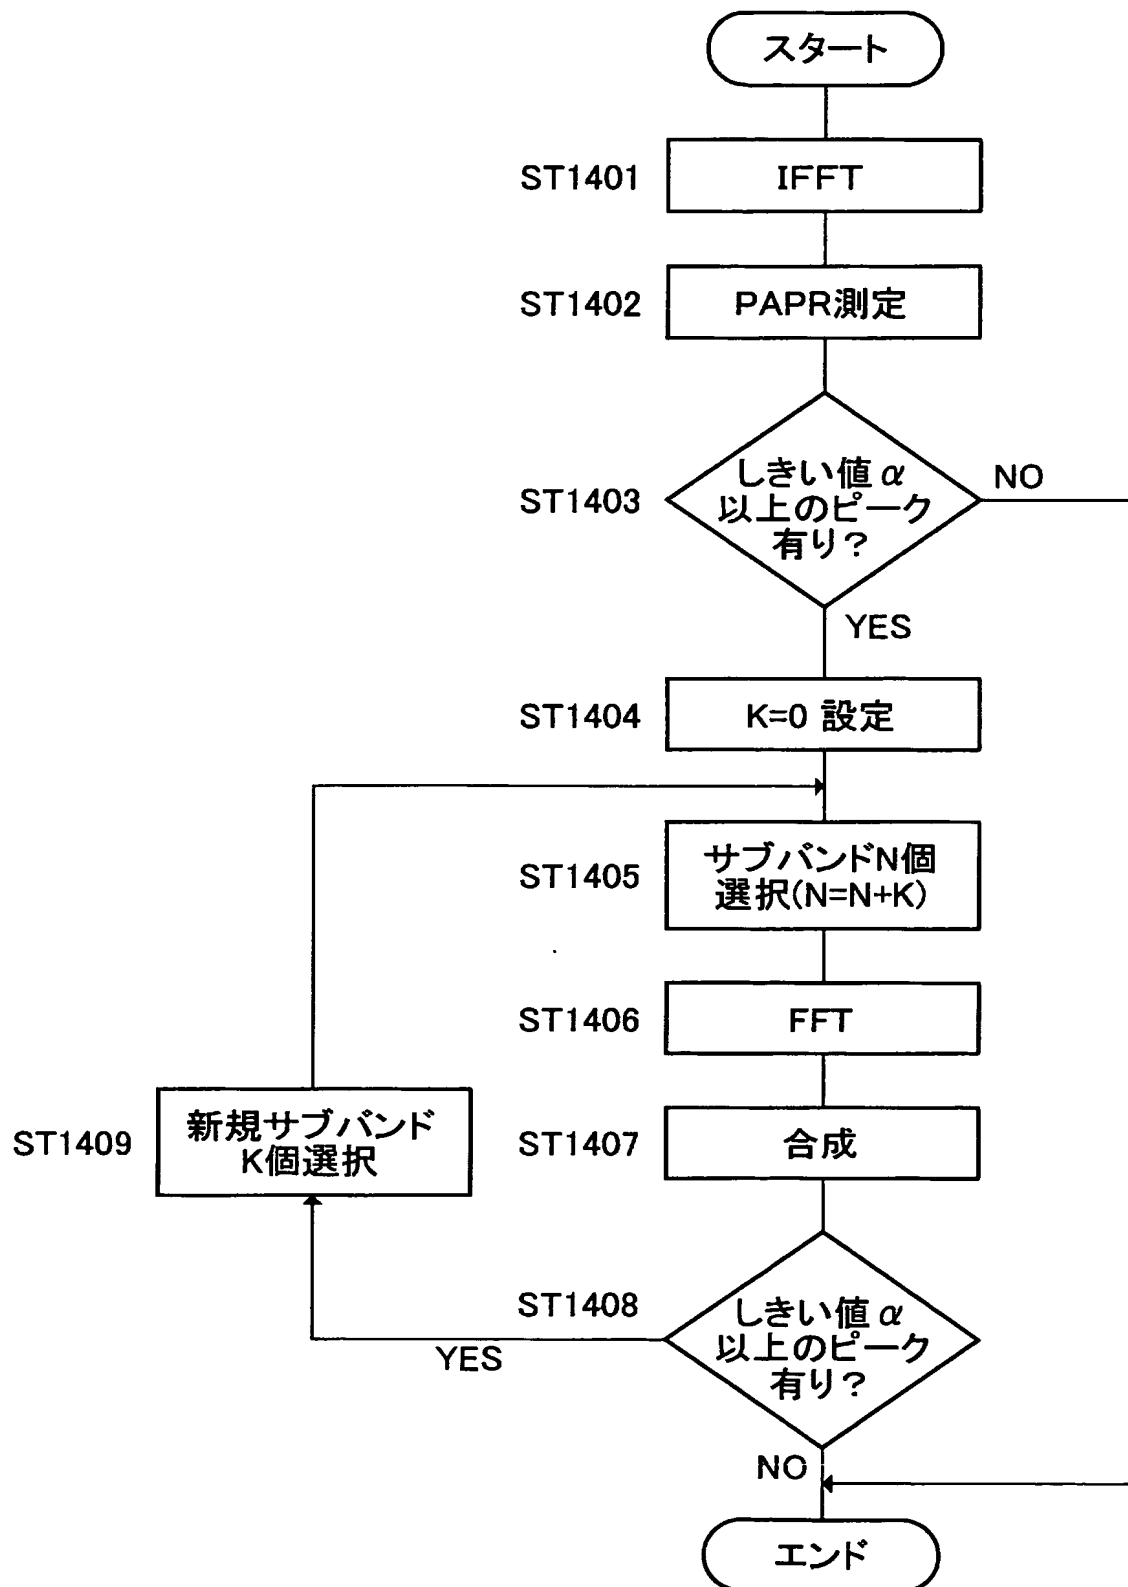 スタート
ST1401
IFFT
ST1402
PAPR測定
ST1403
しきい値α
以上のピーク
有り？
NO
YES
ST1404
K=0 設定
ST1405
サブバンドN個
選択(N=N+K)
ST1406
FFT
ST1409
新規サブバンド
K個選択
ST1407
合成
ST1408
しきい値α
以上のピーク
有り？
YES
NO
エンド